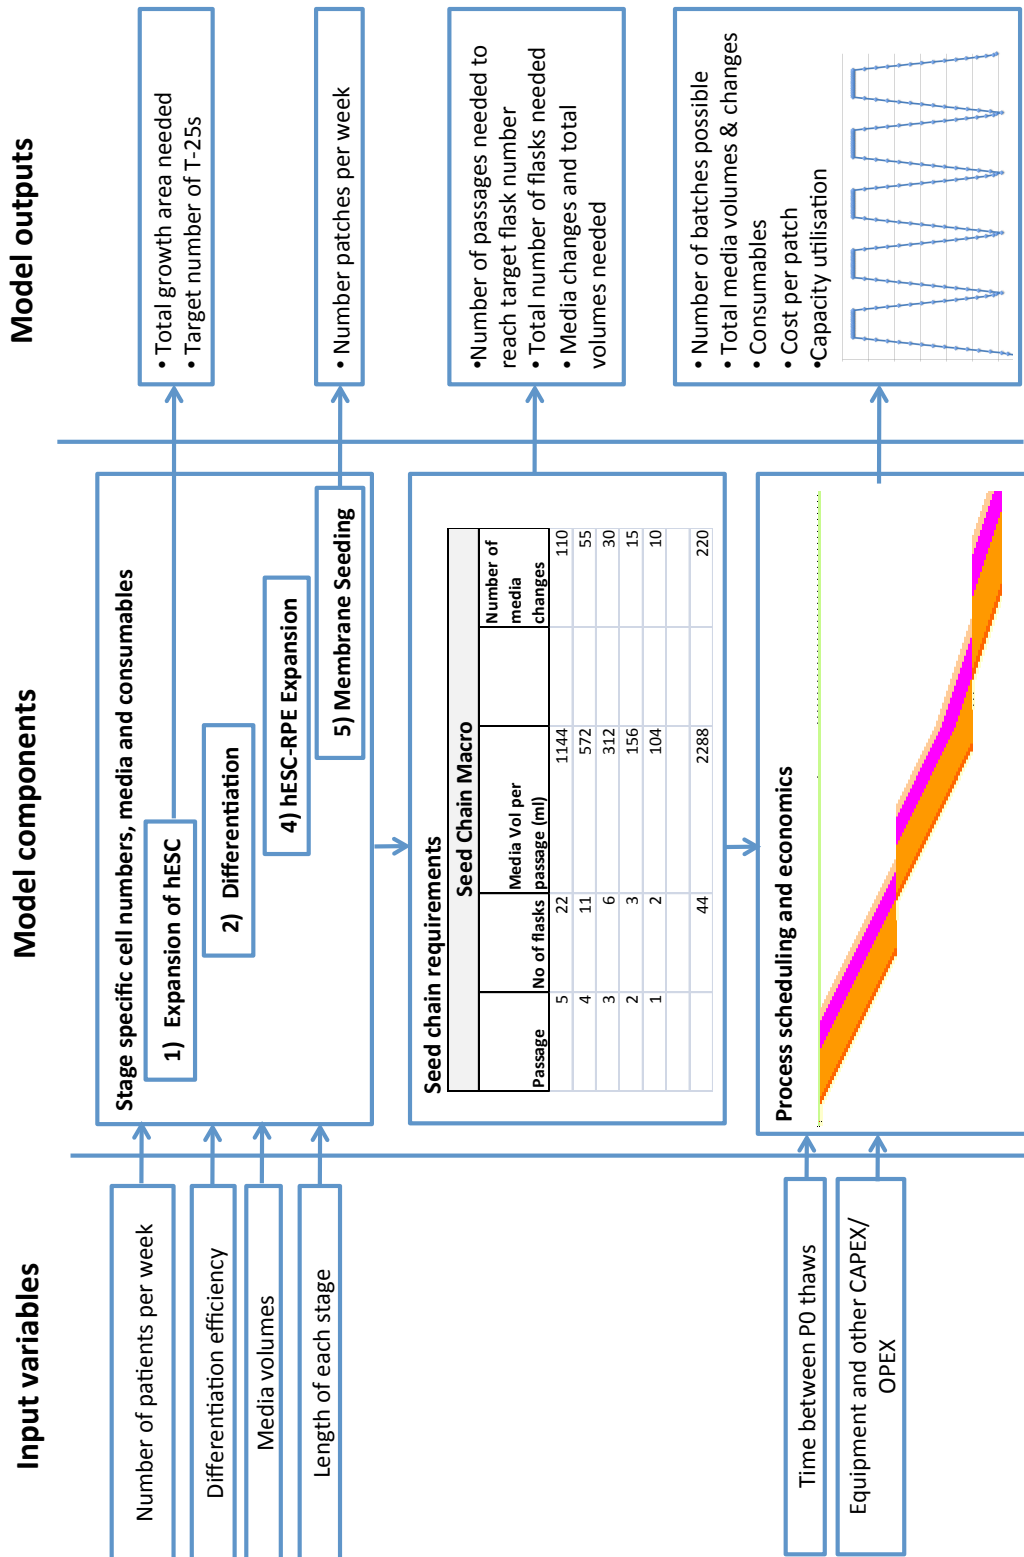 Input variables
Number of patients per week
Differentiation efficiency
Media volumes
Length of each stage
Time between P0 thaws
Equipment and other CAPEX/
OPEX
Model components
Stage specific cell numbers, media and consumables
1) Expansion of hESC
2) Differentiation
4) hESC-RPE Expansion
5) Membrane Seeding
Seed chain requirements
Seed Chain Macro
Passage No of flasks Media Vol per passage (ml) Number of media changes
5 22 1144 110
4 11 572 55
3 6 312 30
2 3 156 15
1 2 104 10
44 2288 220
Process scheduling and economics
Model outputs
• Total growth area needed
• Target number of T-25s
• Number patches per week
•Number of passages needed to
reach target flask number
• Total number of flasks needed
• Media changes and total
volumes needed
• Number of batches possible
• Total media volumes & changes
• Consumables
• Cost per patch
•Capacity utilisation